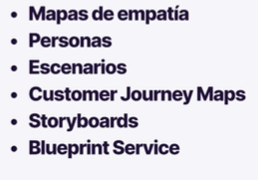 • Mapas de empatía
• Personas
• Escenarios
• Customer Journey Maps
• Storyboards
• Blueprint Service